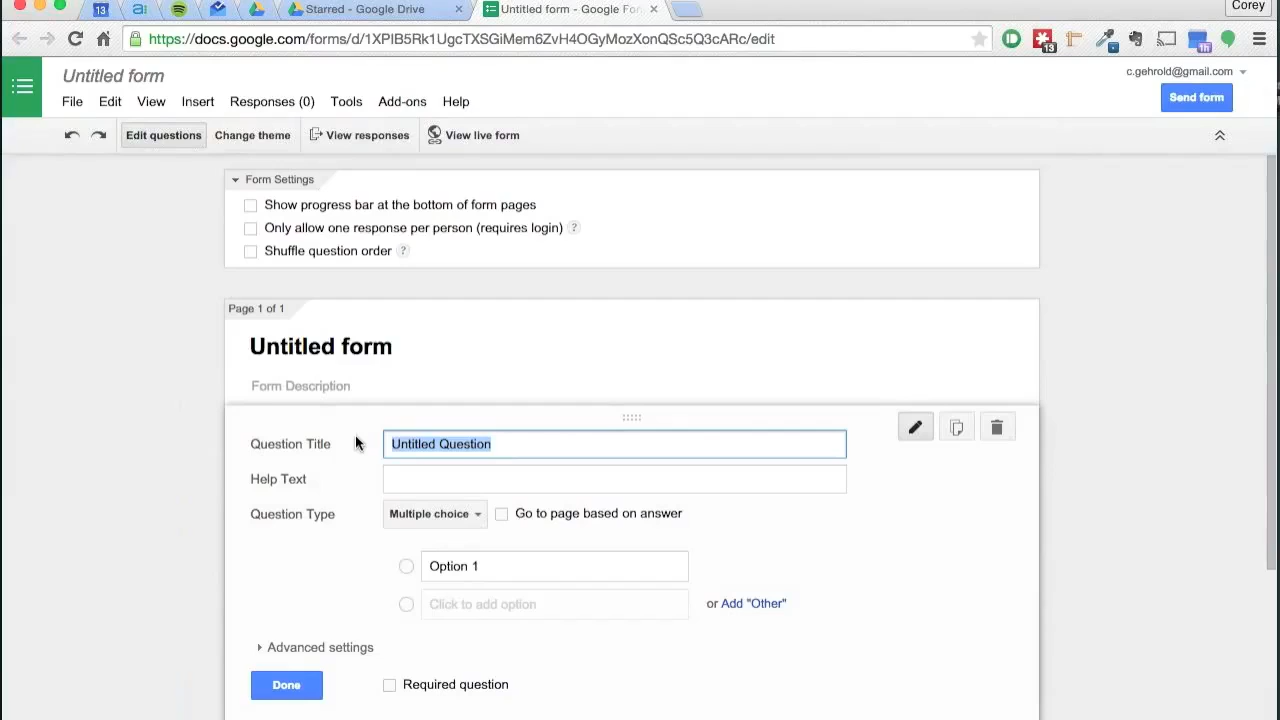 Corey
13
Starred - Google Drive
Untitled form - Google For
https://docs.google.com/forms/d/1XPIB5Rk1UgcTXSGiMem6ZvH4OGyMozXonQSc5Q3cARc/edit
13
1h
Untitled form
c.gehrold@gmail.com
File Edit View Insert Responses (0) Tools Add-ons Help
Send form
Edit questions Change theme View responses View live form
Form Settings
Show progress bar at the bottom of form pages
Only allow one response per person (requires login) ?
Shuffle question order ?
Page 1 of 1
Untitled form
Form Description
Question Title Untitled Question
Help Text
Question Type Multiple choice Go to page based on answer
Option 1
Click to add option or Add "Other"
Advanced settings
Done Required question